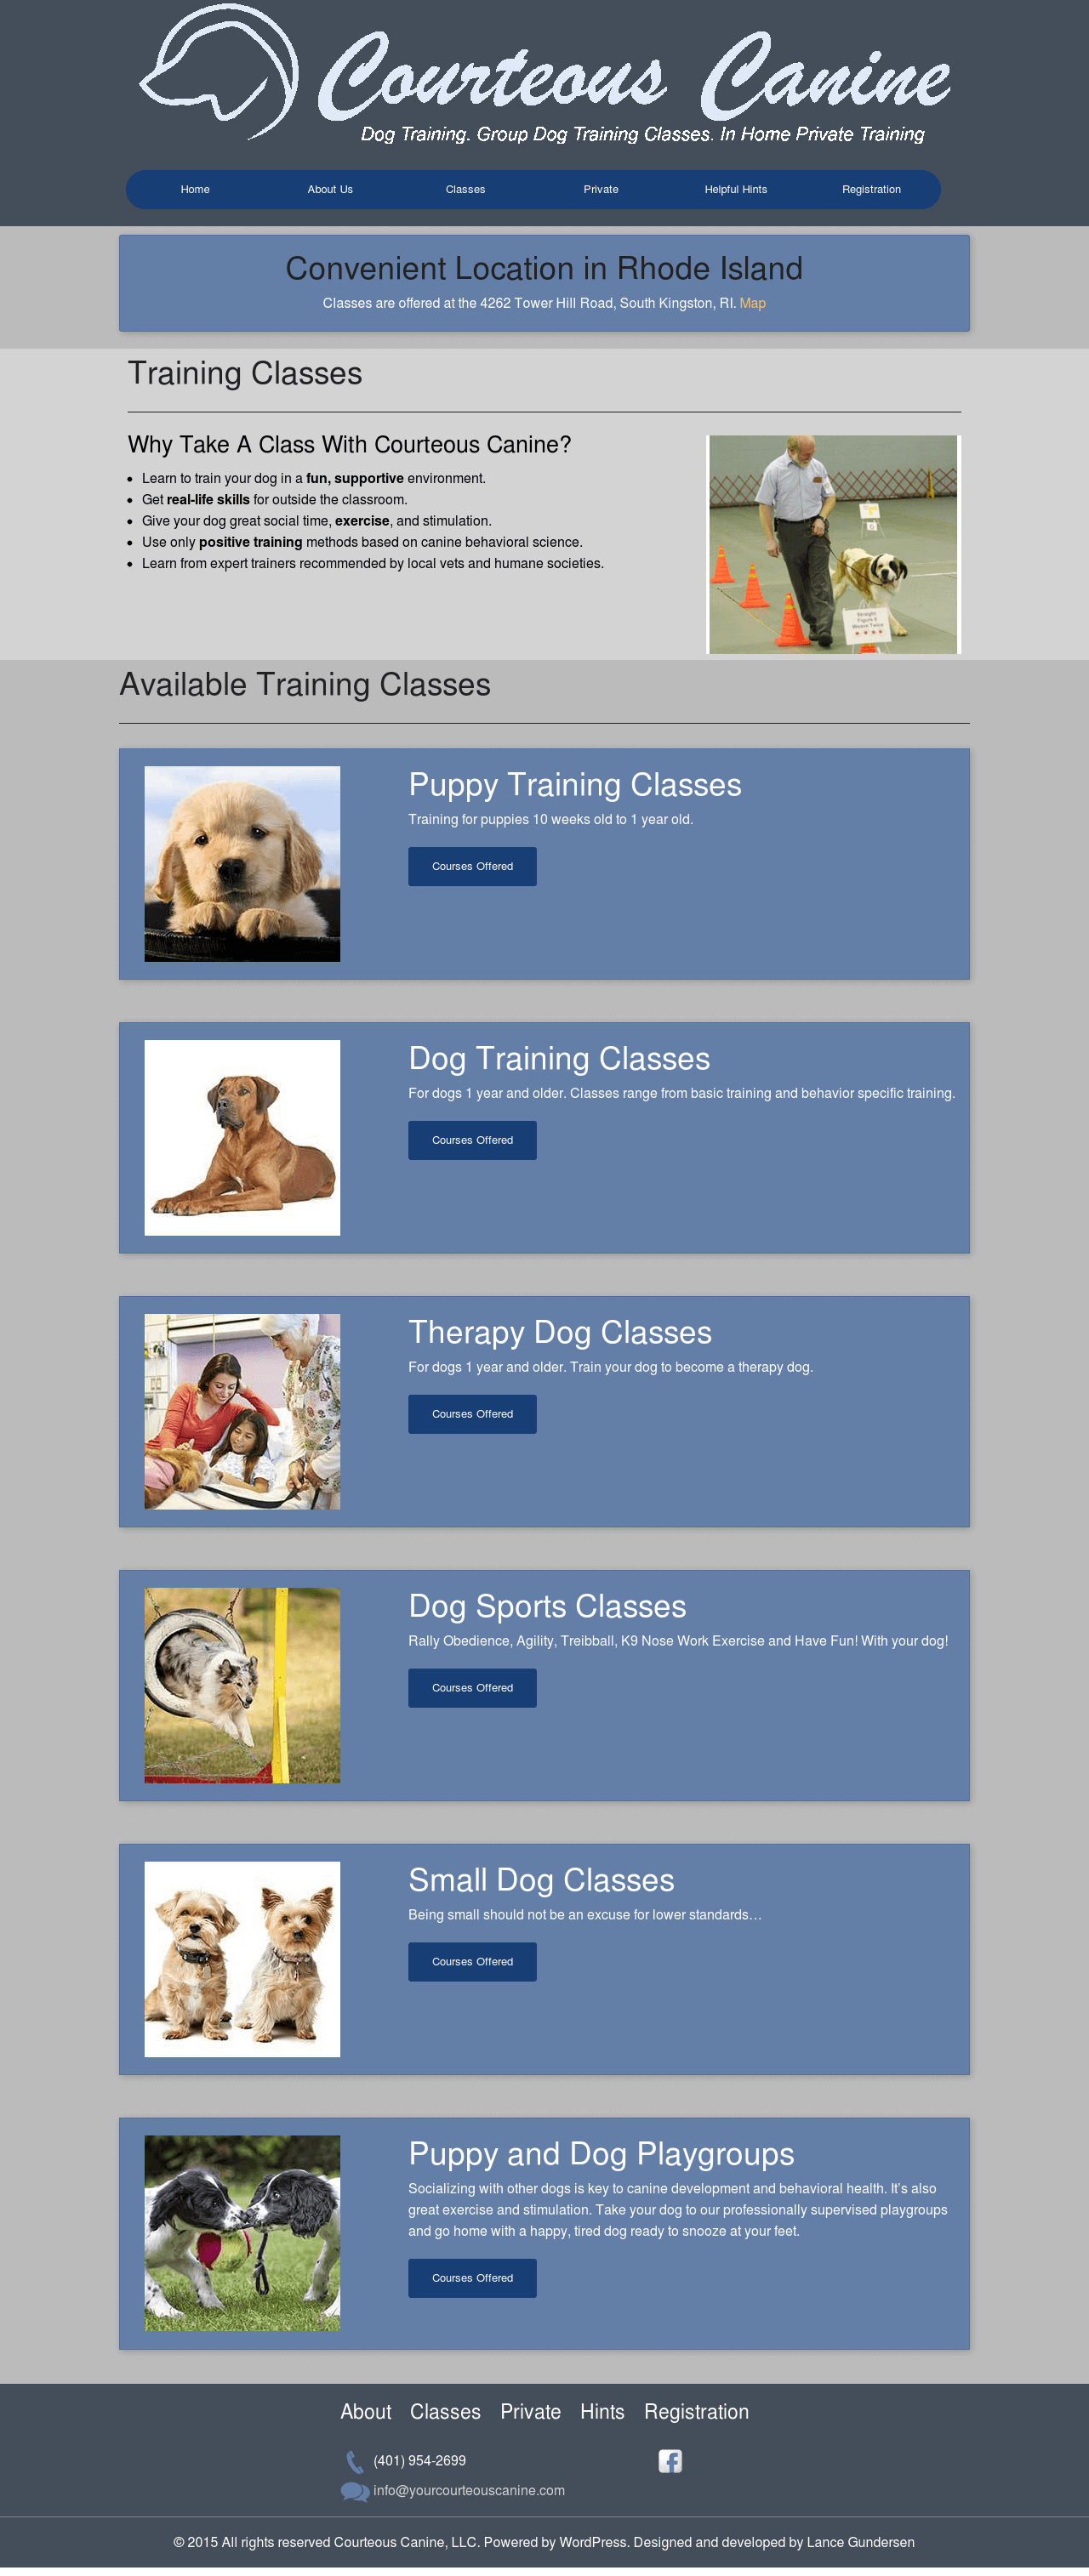 Courteous Canine
Dog Training. Group Dog Training Classes. In Home Private Training
Home About Us Classes Private Helpful Hints Registration
Convenient Location in Rhode Island
Classes are offered at the 4262 Tower Hill Road, South Kingston, RI. Map
Training Classes
Why Take A Class With Courteous Canine?
• Learn to train your dog in a fun, supportive environment.
• Get real-life skills for outside the classroom.
• Give your dog great social time, exercise, and stimulation.
• Use only positive training methods based on canine behavioral science.
• Learn from expert trainers recommended by local vets and humane societies.
Straight
Figure 8
Weave Twice
Available Training Classes
Puppy Training Classes
Training for puppies 10 weeks old to 1 year old.
Courses Offered
Dog Training Classes
For dogs 1 year and older. Classes range from basic training and behavior specific training.
Courses Offered
Therapy Dog Classes
For dogs 1 year and older. Train your dog to become a therapy dog.
Courses Offered
Dog Sports Classes
Rally Obedience, Agility, Treibball, K9 Nose Work Exercise and Have Fun! With your dog!
Courses Offered
Small Dog Classes
Being small should not be an excuse for lower standards…
Courses Offered
Puppy and Dog Playgroups
Socializing with other dogs is key to canine development and behavioral health. It's also
great exercise and stimulation. Take your dog to our professionally supervised playgroups
and go home with a happy, tired dog ready to snooze at your feet.
Courses Offered
About Classes Private Hints Registration
(401) 954-2699
info@yourcourteouscanine.com
© 2015 All rights reserved Courteous Canine, LLC. Powered by WordPress. Designed and developed by Lance Gundersen